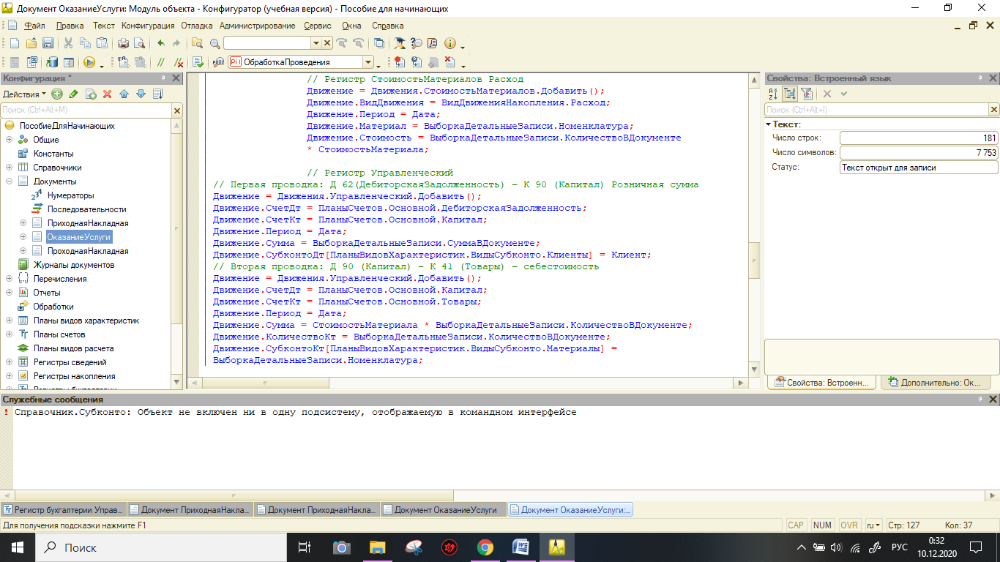 Документ ОказаниеУслуги: Модуль объекта - Конфигуратор (учебная версия) - Пособие для начинающих
Файл Правка Текст Конфигурация Отладка Администрирование Сервис Окна Справка
ОбработкаПроведения
Конфигурация *
Действия
Поиск (Ctrl+Alt+M)
ПособиеДляНачинающих
Общие
Константы
Справочники
Документы
Нумераторы
Последовательности
ПриходнаяНакладная
ОказаниеУслуги
ПроходнаяНакладная
Журналы документов
Перечисления
Отчеты
Обработки
Планы видов характеристик
Планы счетов
Планы видов расчета
Регистры сведений
Регистры накопления
Регистры бухгалтерии
// Регистр СтоимостьМатериалов Расход
Движение = Движения.СтоимостьМатериалов.Добавить();
Движение.ВидДвижения = ВидДвиженияНакопления.Расход;
Движение.Период = Дата;
Движение.Материал = ВыборкаДетальныеЗаписи.Номенклатура;
Движение.Стоимость = ВыборкаДетальныеЗаписи.КоличествоВДокументе
* СтоимостьМатериала;
// Регистр Управленческий
// Первая проводка: Д 62(ДебиторскаяЗадолженность) - К 90 (Капитал) Розничная сумма
Движение = Движения.Управленческий.Добавить();
Движение.СчетДт = ПланыСчетов.Основной.ДебиторскаяЗадолженность;
Движение.СчетКт = ПланыСчетов.Основной.Капитал;
Движение.Период = Дата;
Движение.Сумма = ВыборкаДетальныеЗаписи.СуммаВДокументе;
Движение.СубконтоДт[ПланыВидовХарактеристик.ВидыСубконто.Клиенты] = Клиент;
// Вторая проводка: Д 90 (Капитал) - К 41 (Товары) - себестоимость
Движение = Движения.Управленческий.Добавить();
Движение.СчетДт = ПланыСчетов.Основной.Капитал;
Движение.СчетКт = ПланыСчетов.Основной.Товары;
Движение.Период = Дата;
Движение.Сумма = СтоимостьМатериала * ВыборкаДетальныеЗаписи.КоличествоВДокументе;
Движение.КоличествоКт = ВыборкаДетальныеЗаписи.КоличествоВДокументе;
Движение.СубконтоКт[ПланыВидовХарактеристик.ВидыСубконто.Материалы] =
ВыборкаДетальныеЗаписи.Номенклатура;
Свойства: Встроенный язык
Поиск (Ctrl+Alt+I)
Текст:
Число строк: 181
Число символов: 7 753
Статус: Текст открыт для записи
Свойства: Встроенн... Дополнительно: Ок...
Служебные сообщения
! Справочник.Субконто: Объект не включен ни в одну подсистему, отображаемую в командном интерфейсе
Регистр бухгалтерии Управ... Документ ПриходнаяНакла... Документ ПриходнаяНакла... Документ ОказаниеУслуги Документ ОказаниеУслуги:...
Для получения подсказки нажмите F1 CAP NUM OVR ru Стр: 127 Кол: 37
Поиск РУС 0:32
10.12.2020